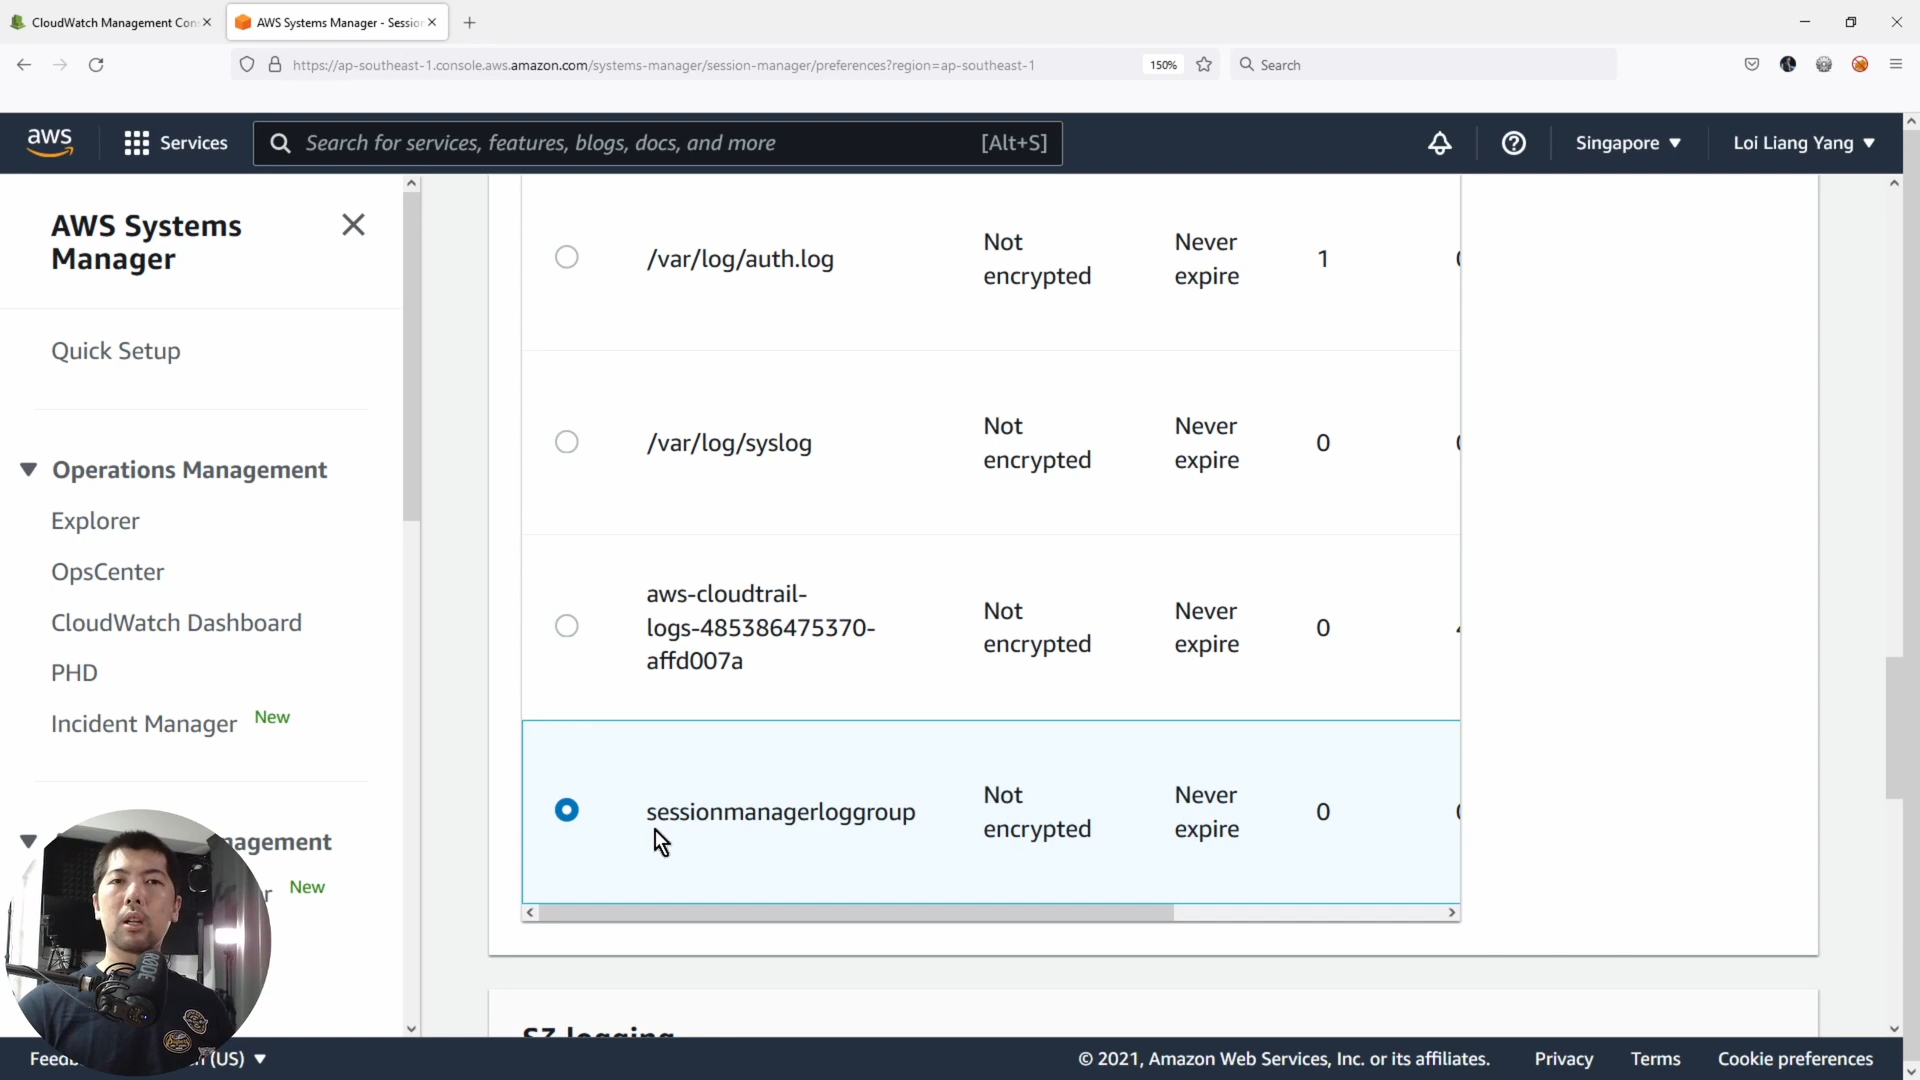 CloudWatch Management Con
AWS Systems Manager - Sessio
https://ap-southeast-1.console.aws.amazon.com/systems-manager/session-manager/preferences?region=ap-southeast-1
150%
Search
aws
Services
Search for services, features, blogs, docs, and more
[Alt+S]
Singapore
Loi Liang Yang
AWS Systems
Manager
Quick Setup
Operations Management
Explorer
OpsCenter
CloudWatch Dashboard
PHD
Incident Manager New
agement
New
/var/log/auth.log
Not
encrypted
Never
expire
1
/var/log/syslog
Not
encrypted
Never
expire
0
aws-cloudtrail-
logs-485386475370-
affd007a
Not
encrypted
Never
expire
0
sessionmanagerloggroup
Not
encrypted
Never
expire
0
S3 logging
RØDE
(US)
© 2021, Amazon Web Services, Inc. or its affiliates.
Privacy
Terms
Cookie preferences